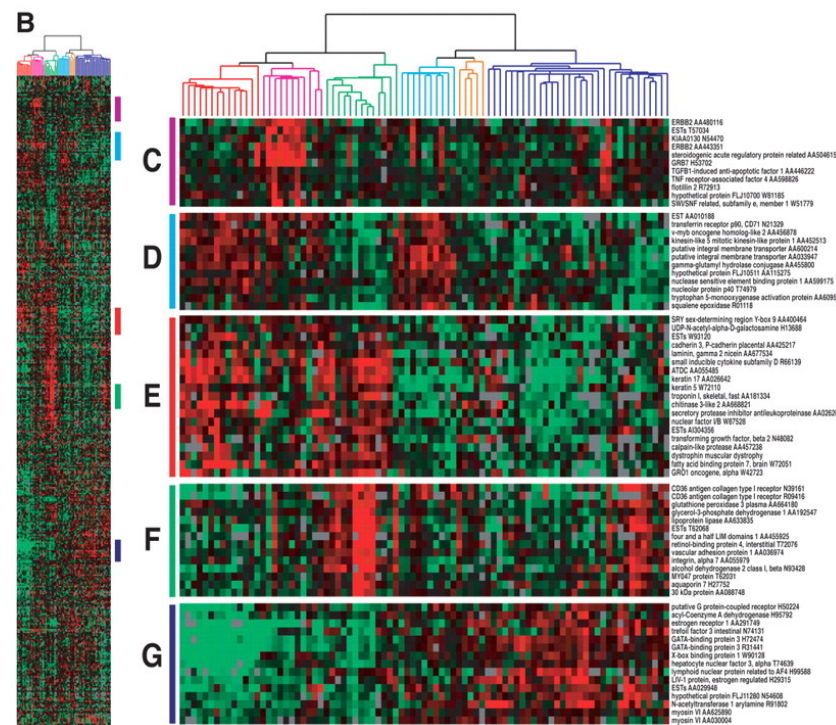 B
C
ERBB2 AA480116
ESTs T57034
KIAA0130 N54470
ERBB2 AA443351
steroidogenic acute regulatory protein related AA504615
GRB7 H53702
TGFB1-induced anti-apoptotic factor 1 AA446222
TNF receptor-associated factor 4 AA598826
flotillin 2 R72913
hypothetical protein FLJ10700 W81185
SWI/SNF related, subfamily e, member 1 W51779
D
EST AA010188
transferrin receptor p90, CD71 N21329
v-myb oncogene homolog-like 2 AA456878
kinesin-like 5 mitotic kinesin-like protein 1 AA452513
putative integral membrane transporter AA600214
putative integral membrane transporter AA033947
gamma-glutamyl hydrolase conjugase AA455800
hypothetical protein FLJ10511 AA115275
nuclease sensitive element binding protein 1 AA599175
nucleolar protein p40 T74979
tryptophan 5-monooxygenase activation protein AA6095
squalene epoxidase R01118
E
SRY sex-determining region Y-box 9 AA400464
UDP-N-acetyl-alpha-D-galactosamine H13688
ESTs W93120
cadherin 3, P-cadherin placental AA425217
laminin, gamma 2 nicein AA677534
small inducible cytokine subfamily D R66139
ATDC AA055485
keratin 17 AA026642
keratin 5 W72110
troponin I, skeletal, fast AA181334
chitinase 3-like 2 AA668821
secretory protease inhibitor antileukoproteinase AA02620
nuclear factor I/B W87528
ESTs AI304356
transforming growth factor, beta 2 N48082
calpain-like protease AA457238
dystrophin muscular dystrophy
fatty acid binding protein 7, brain W72051
GRO1 oncogene, alpha W42723
F
CD36 antigen collagen type I receptor N39161
CD36 antigen collagen type I receptor R09416
glutathione peroxidase 3 plasma AA664180
glycerol-3-phosphate dehydrogenase 1 AA192547
lipoprotein lipase AA633835
ESTs T62068
four and a half LIM domains 1 AA455925
retinol-binding protein 4, interstitial T72076
vascular adhesion protein 1 AA036974
integrin, alpha 7 AA055979
alcohol dehydrogenase 2 class I, beta N93428
MY047 protein T62031
aquaporin 7 H27752
30 kDa protein AA088748
G
putative G protein-coupled receptor H50224
acyl-Coenzyme A dehydrogenase H95792
estrogen receptor 1 AA291749
trefoil factor 3 intestinal N74131
GATA-binding protein 3 H72474
GATA-binding protein 3 R31441
X-box binding protein 1 W90128
hepatocyte nuclear factor 3, alpha T74639
lymphoid nuclear protein related to AF4 H99588
LIV-1 protein, estrogen regulated H29315
ESTs AA029948
hypothetical protein FLJ11280 N54608
N-acetyltransferase 1 arylamine R91802
myosin VI AA625890
myosin VI AA030004